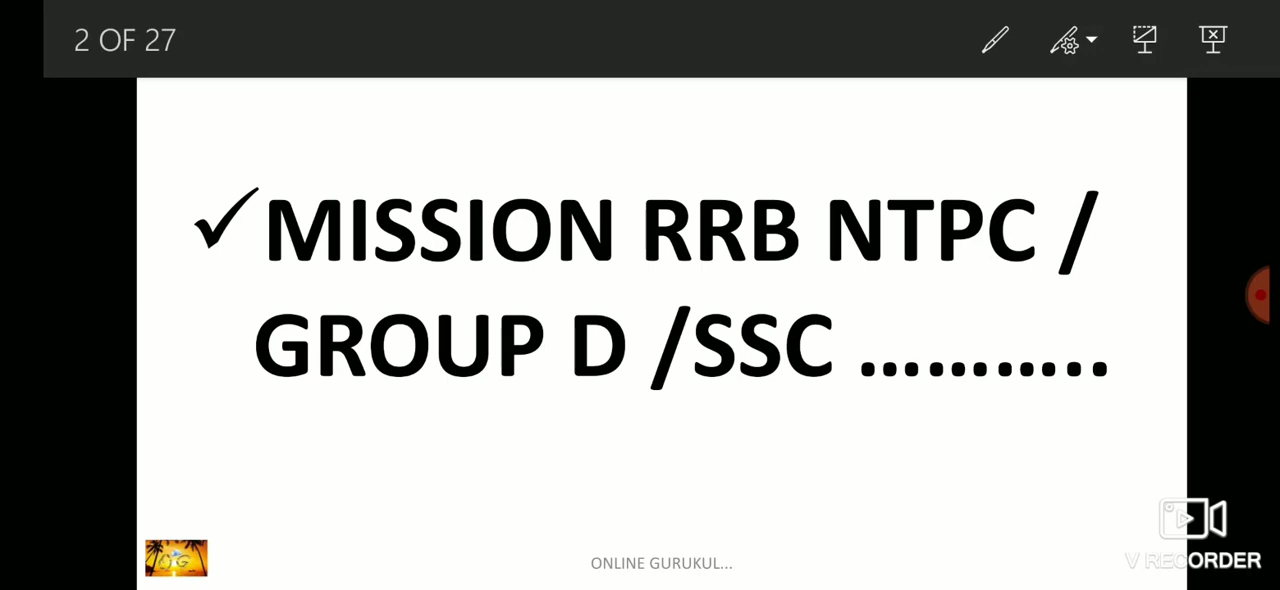 2 OF 27
✓MISSION RRB NTPC /
GROUP D /SSC ………..
ONLINE GURUKUL...
V RECORDER